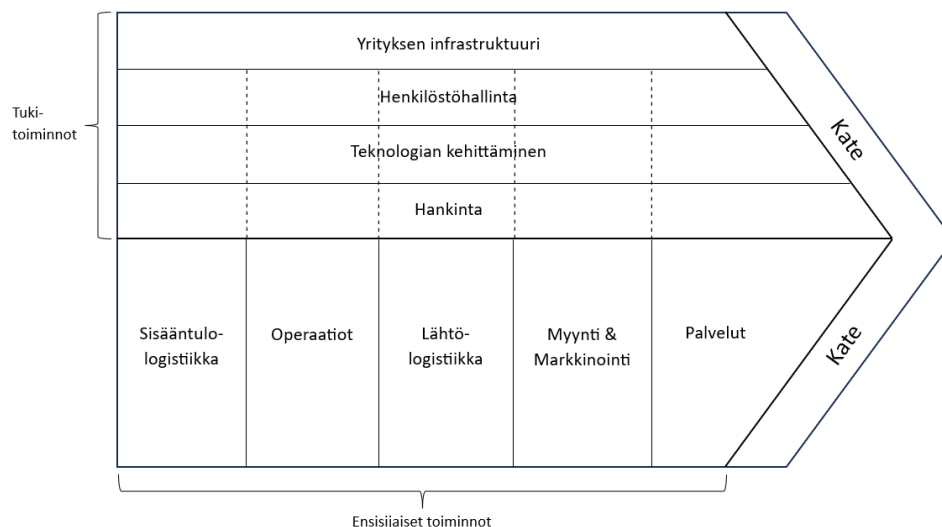 Yrityksen infrastruktuuri
Henkilöstöhallinta
Tuki-
toiminnot
Teknologian kehittäminen
Hankinta
Kate
Sisääntulo-
logistiikka
Operaatiot
Lähtö-
logistiikka
Myynti &
Markkinointi
Palvelut
Kate
Ensisijaiset toiminnot